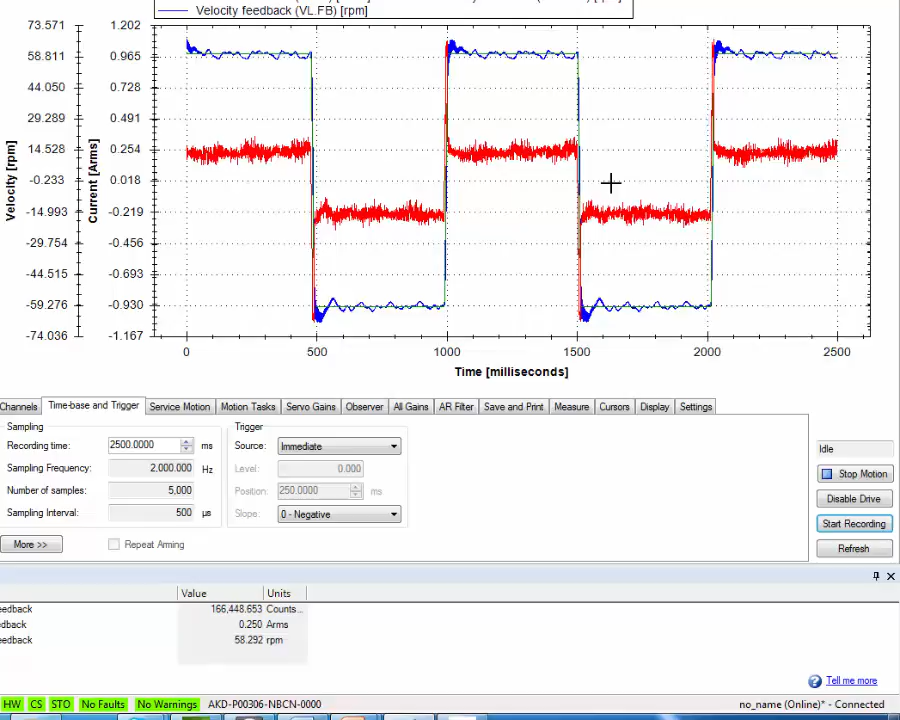 Velocity feedback (VL.FB) [rpm]
73.571 1.202
58.811 0.965
44.050 0.728
29.289 0.491
14.528 0.254
-0.233 0.018
-14.993 -0.219
-29.754 -0.456
-44.515 -0.693
-59.276 -0.930
-74.036 -1.167
Velocity [rpm]
Current [Arms]
0 500 1000 1500 2000 2500
Time [milliseconds]
Channels Time-base and Trigger Service Motion Motion Tasks Servo Gains Observer All Gains AR Filter Save and Print Measure Cursors Display Settings
Sampling Trigger
Recording time: 2500.0000 ms Source: Immediate Idle
Sampling Frequency: 2,000.000 Hz Level: 0.000 Stop Motion
Number of samples: 5,000 Position: 250.0000 ms Disable Drive
Sampling Interval: 500 µs Slope: 0 - Negative Start Recording
More >> Repeat Arming Refresh
Value Units
eedback 166,448.653 Counts...
dback 0.250 Arms
eedback 58.292 rpm
Tell me more
HW CS STO No Faults No Warnings AKD-P00306-NBCN-0000 no_name (Online)* - Connected